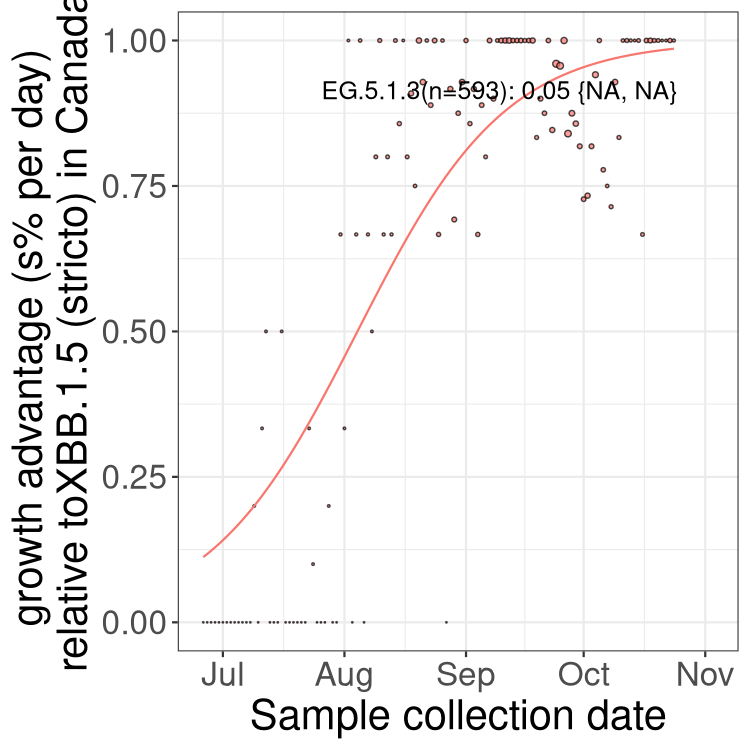 growth advantage (s% per day)
relative toXBB.1.5 (stricto) in Canada
1.00
0.75
0.50
0.25
0.00
EG.5.1.3(n=593): 0.05 {NA, NA}
Jul Aug Sep Oct Nov
Sample collection date